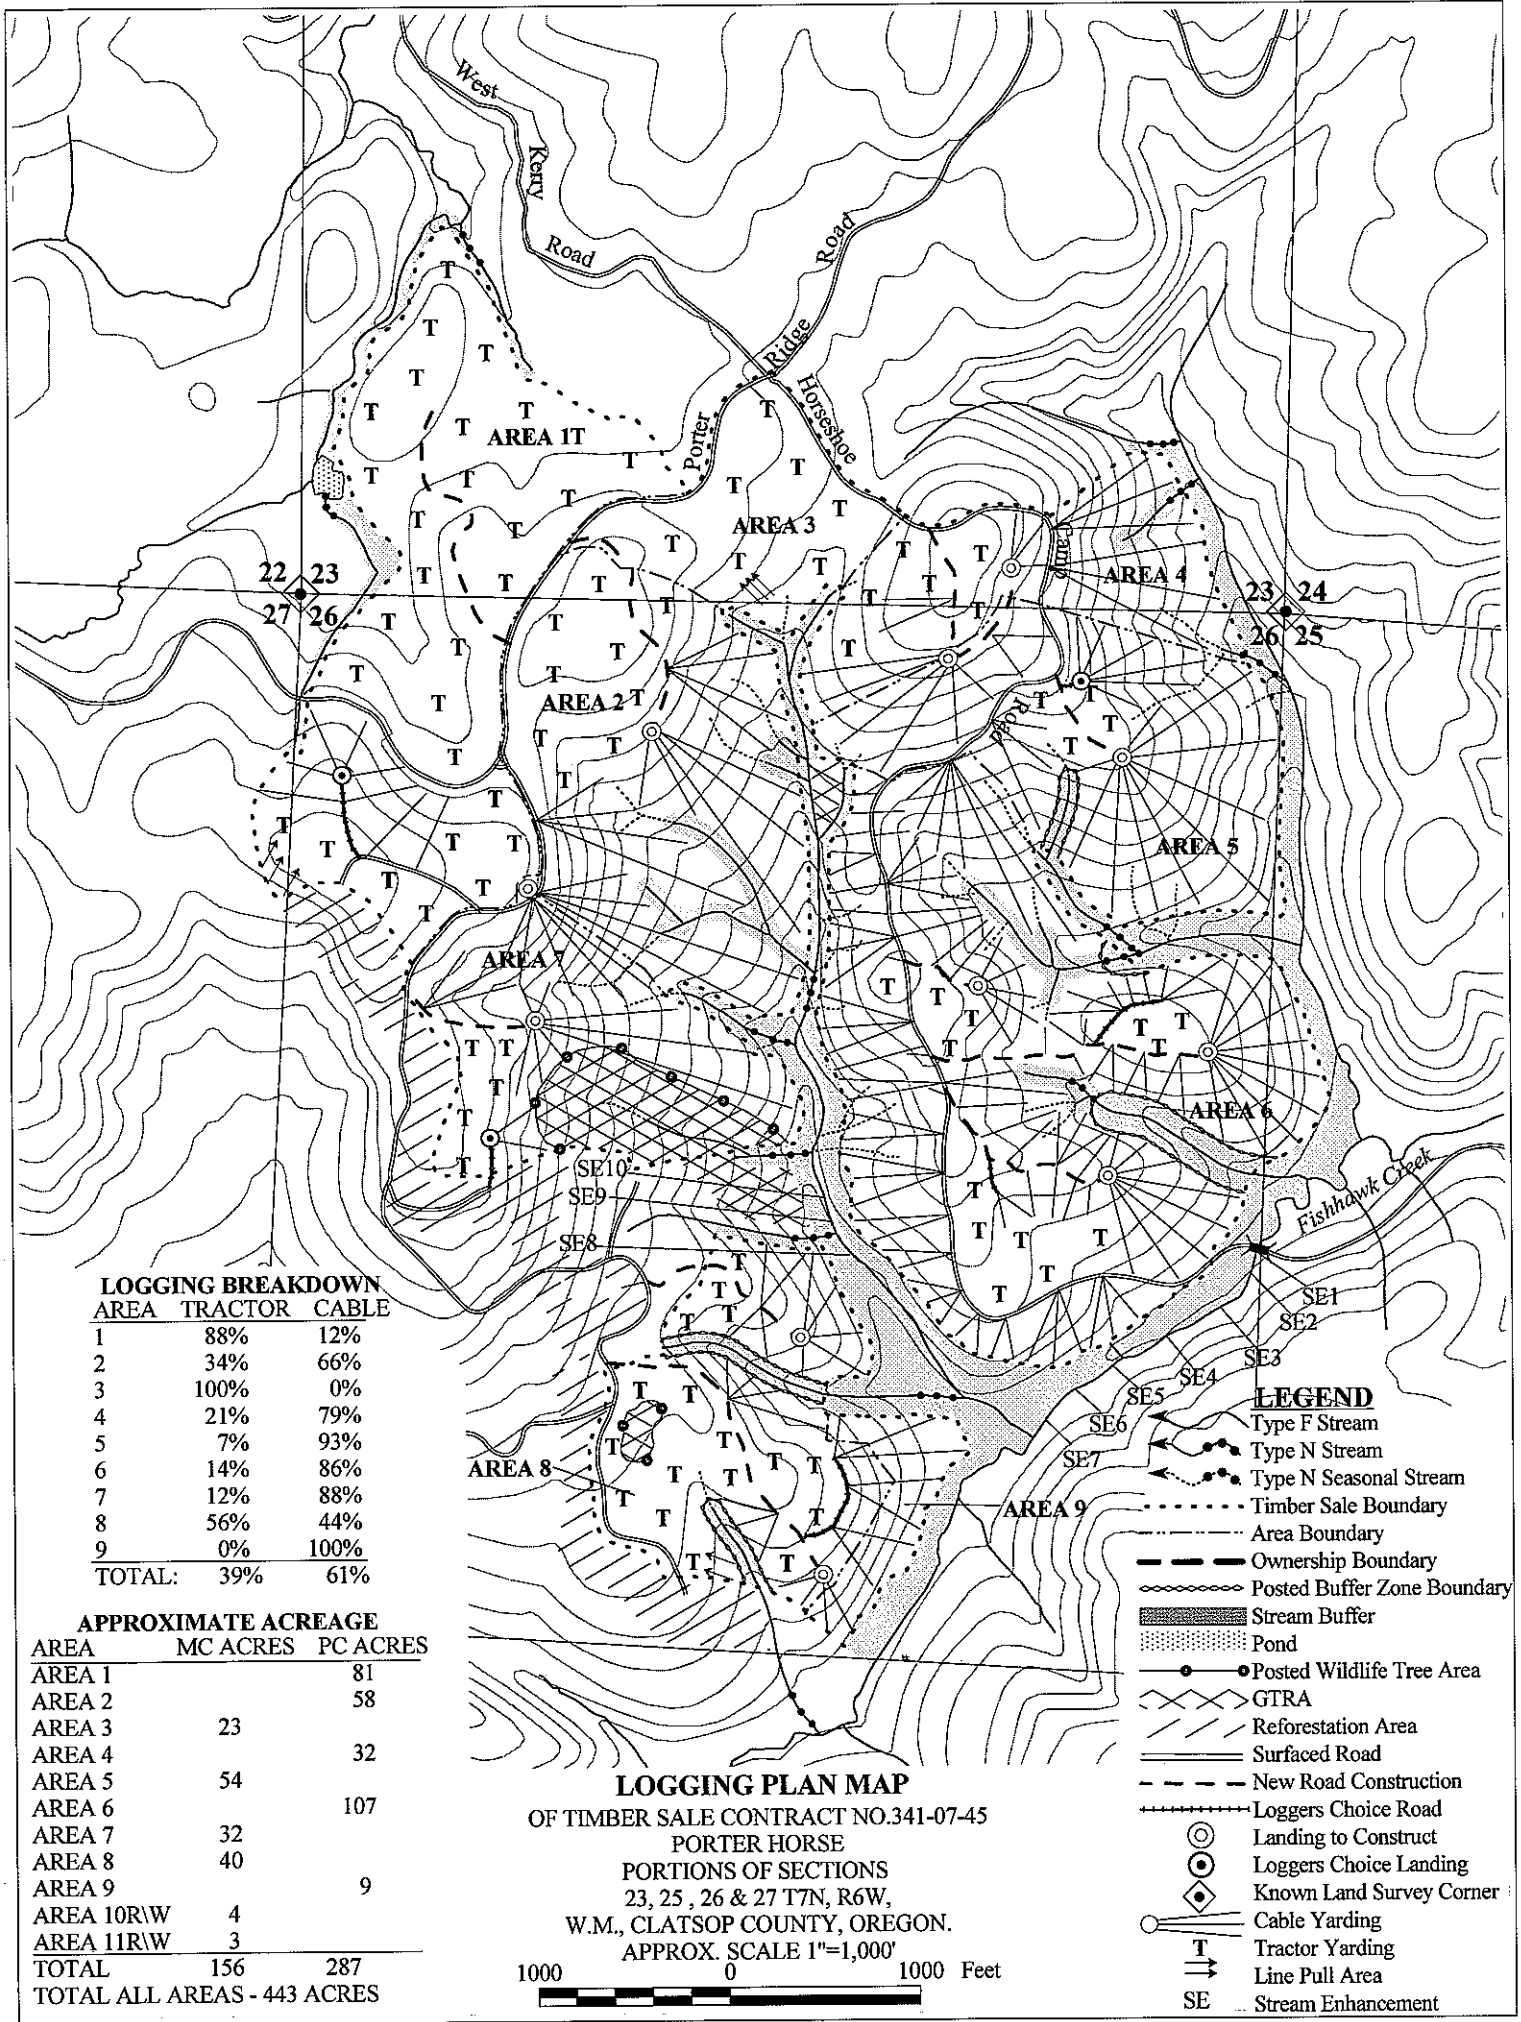 West
Kerry
Road
Road
Ridge
Porter
Horseshoe
Camp
Road
AREA 1T
AREA 3
AREA 4
22 23
27 26
23 24
26 25
AREA 2
AREA 5
AREA 7
AREA 6
Fishhawk Creek
SE10
SE9
SE8
SE1
SE2
SE3
SE4
SE5
SE6
SE7
AREA 8
AREA 9
LOGGING BREAKDOWN
AREA TRACTOR CABLE
1 88% 12%
2 34% 66%
3 100% 0%
4 21% 79%
5 7% 93%
6 14% 86%
7 12% 88%
8 56% 44%
9 0% 100%
TOTAL: 39% 61%
APPROXIMATE ACREAGE
AREA MC ACRES PC ACRES
AREA 1 81
AREA 2 58
AREA 3 23
AREA 4 32
AREA 5 54
AREA 6 107
AREA 7 32
AREA 8 40
AREA 9 9
AREA 10R\W 4
AREA 11R\W 3
TOTAL 156 287
TOTAL ALL AREAS - 443 ACRES
LOGGING PLAN MAP
OF TIMBER SALE CONTRACT NO.341-07-45
PORTER HORSE
PORTIONS OF SECTIONS
23, 25 , 26 & 27 T7N, R6W,
W.M., CLATSOP COUNTY, OREGON.
APPROX. SCALE 1"=1,000'
1000 0 1000 Feet
LEGEND
Type F Stream
Type N Stream
Type N Seasonal Stream
Timber Sale Boundary
Area Boundary
Ownership Boundary
Posted Buffer Zone Boundary
Stream Buffer
Pond
Posted Wildlife Tree Area
GTRA
Reforestation Area
Surfaced Road
New Road Construction
Loggers Choice Road
Landing to Construct
Loggers Choice Landing
Known Land Survey Corner
Cable Yarding
T Tractor Yarding
Line Pull Area
SE Stream Enhancement